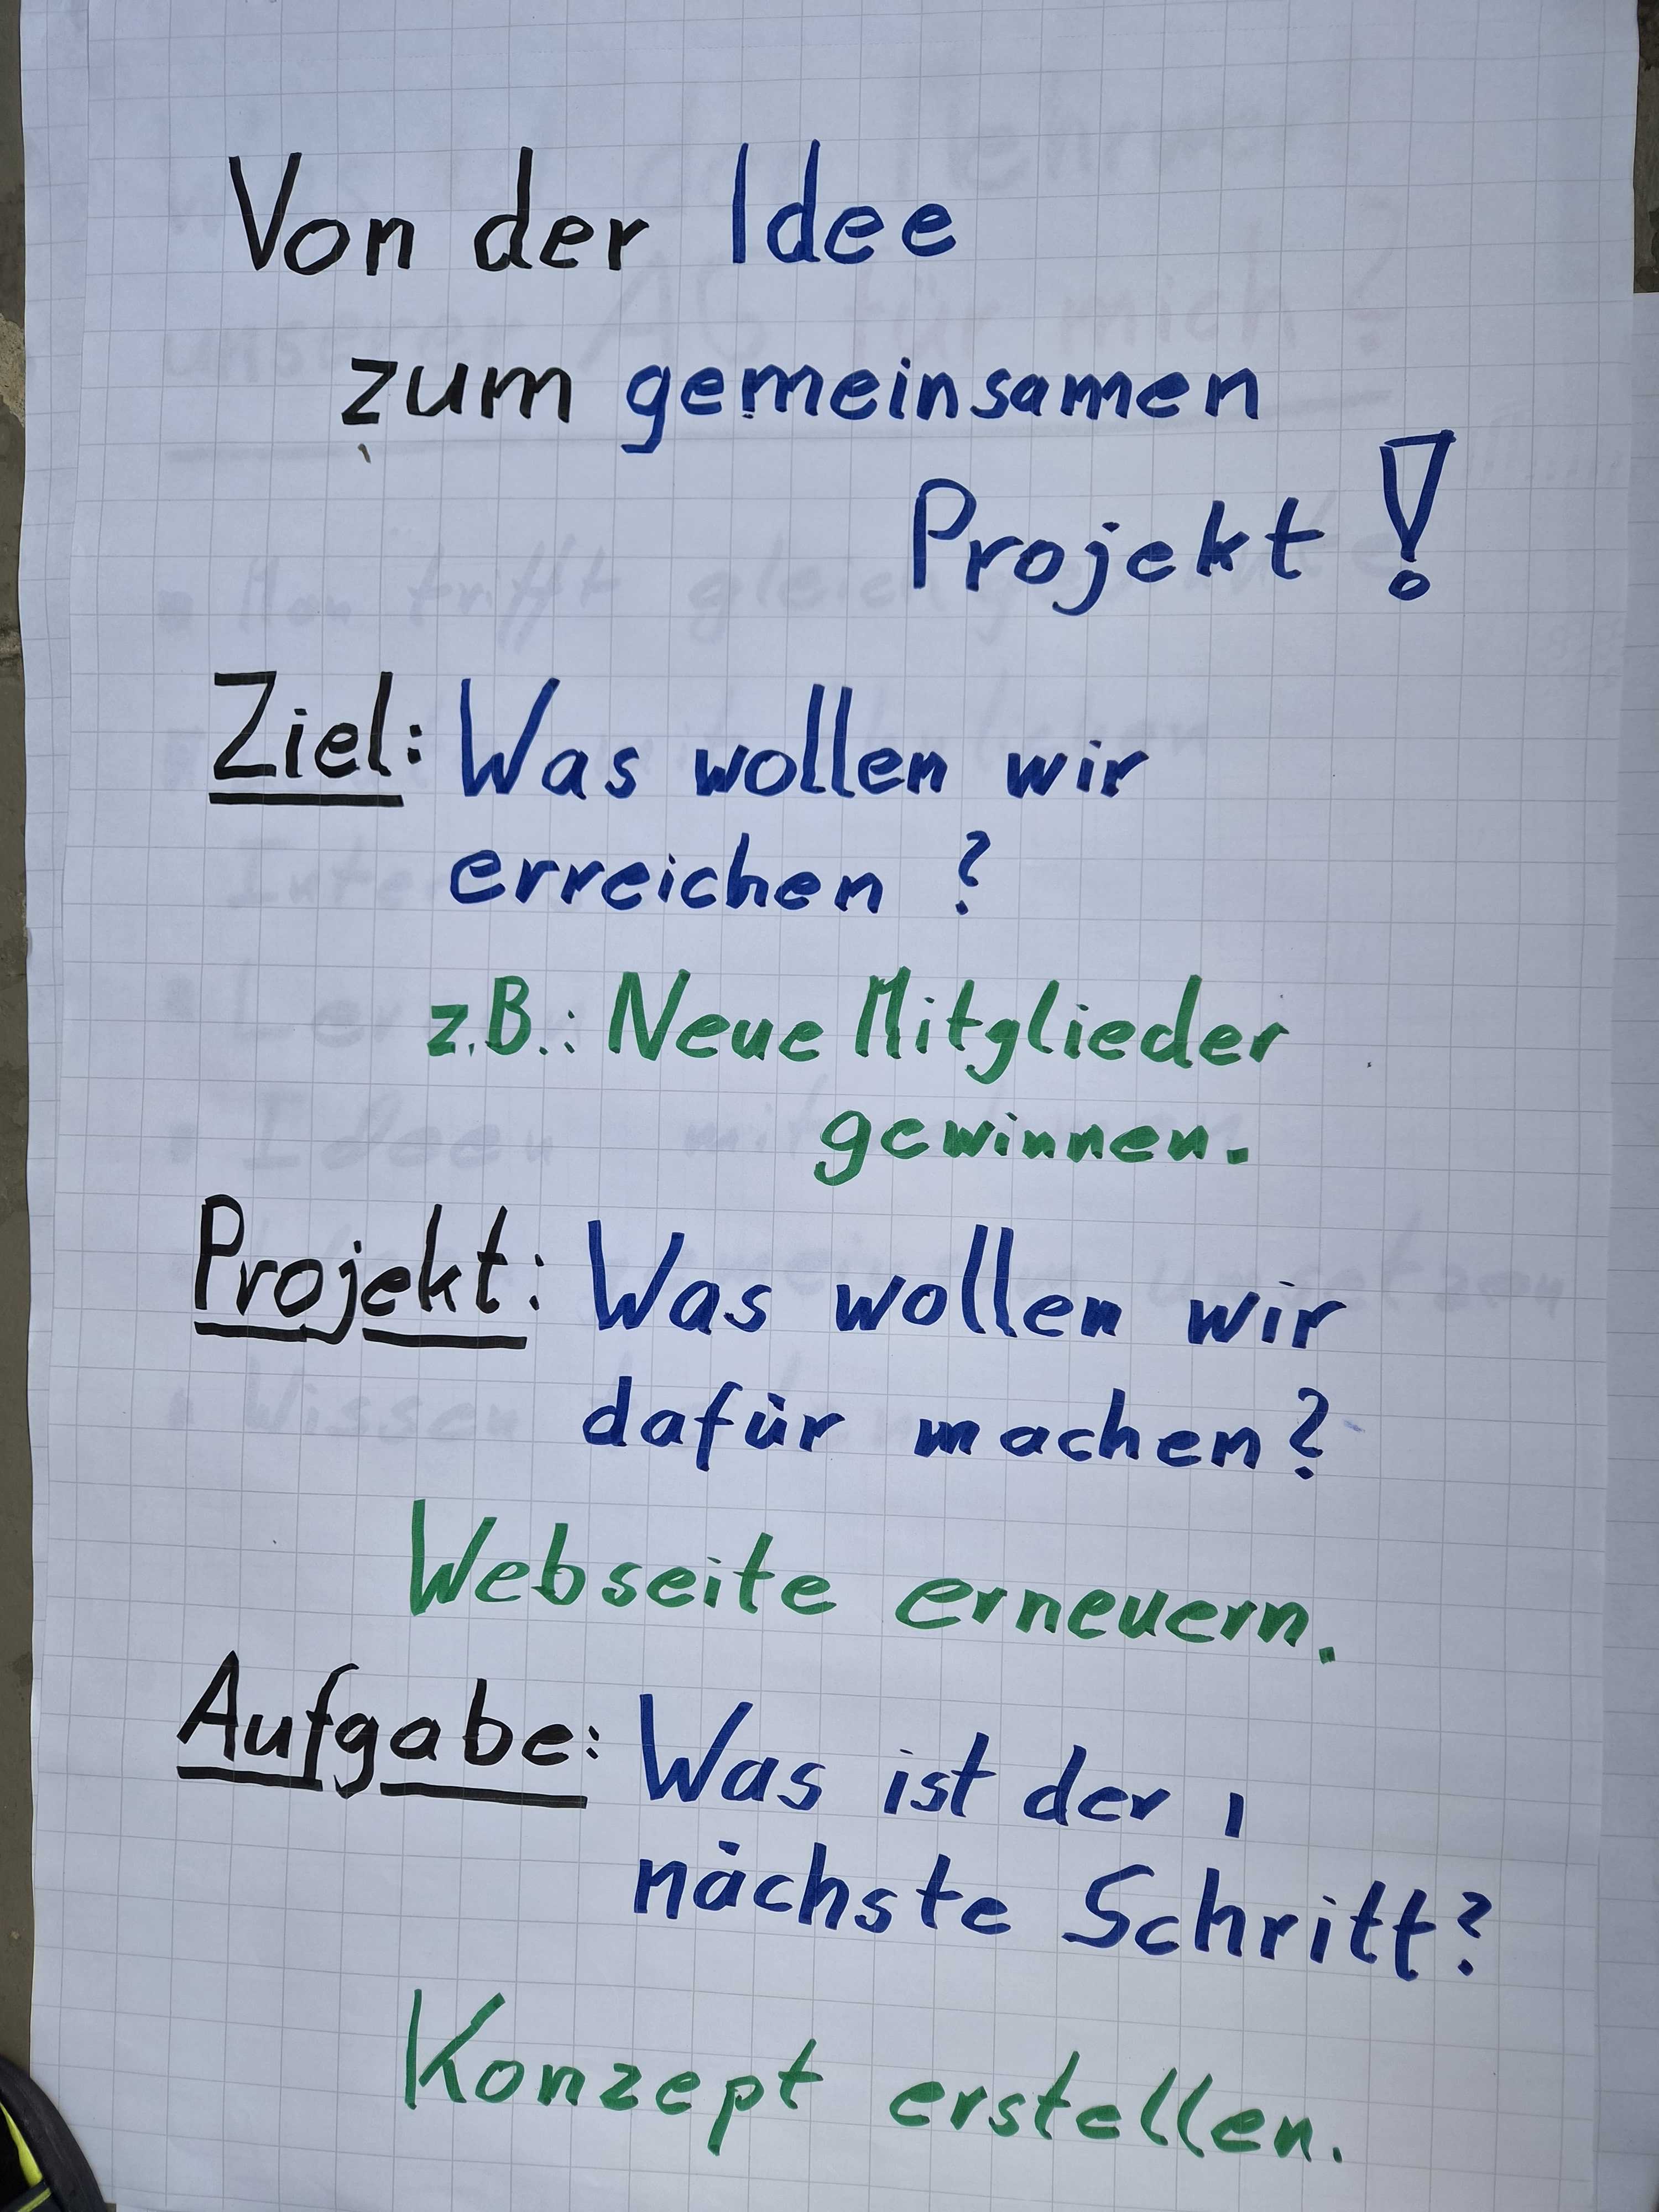 Von der Idee
zum gemeinsamen
Projekt!
Ziel: Was wollen wir
erreichen?
z.B.: Neue Mitglieder
gewinnen.
Projekt: Was wollen wir
dafür machen?
Webseite erneuern.
Aufgabe: Was ist der
nächste Schritt?
Konzept erstellen.